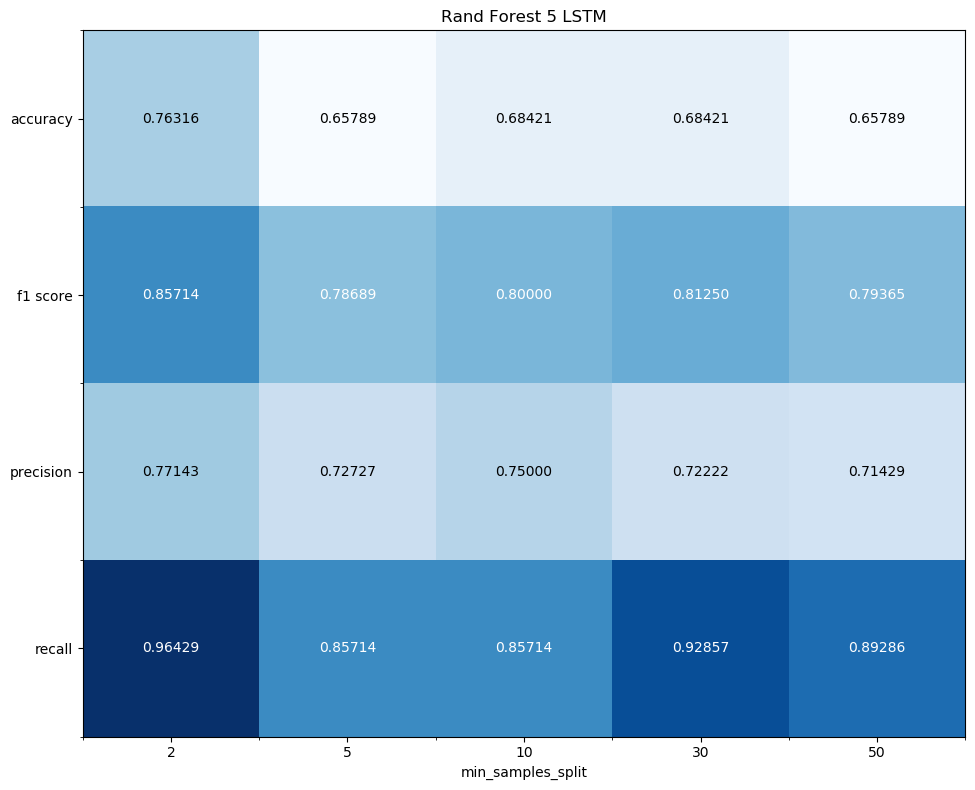 Rand Forest 5 LSTM
accuracy 0.76316 0.65789 0.68421 0.68421 0.65789
f1 score 0.85714 0.78689 0.80000 0.81250 0.79365
precision 0.77143 0.72727 0.75000 0.72222 0.71429
recall 0.96429 0.85714 0.85714 0.92857 0.89286
2 5 10 30 50
min_samples_split